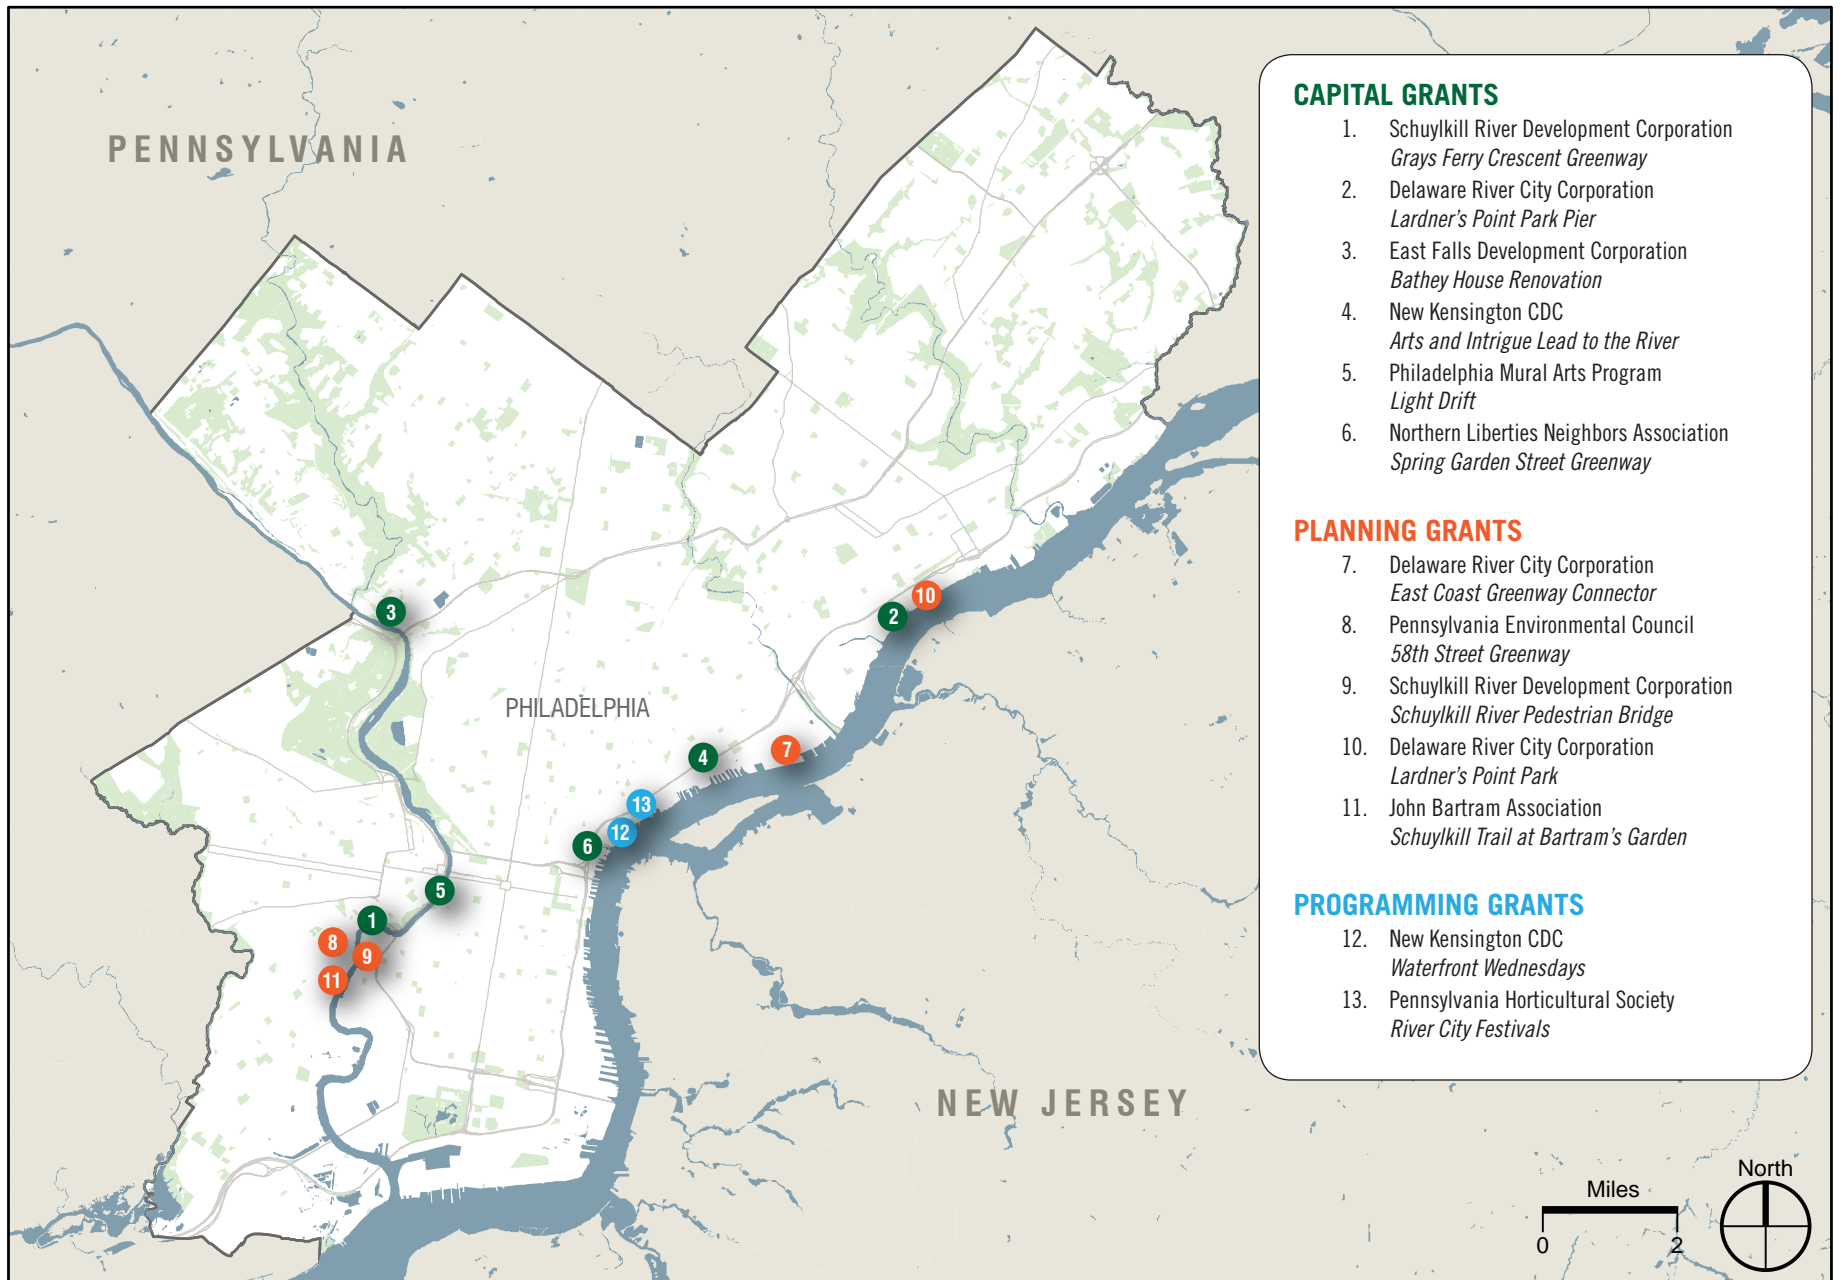 PENNSYLVANIA
PHILADELPHIA
NEW JERSEY
3
2
10
4
7
13
12
6
5
1
8
9
11
CAPITAL GRANTS
1. Schuylkill River Development Corporation
Grays Ferry Crescent Greenway
2. Delaware River City Corporation
Lardner's Point Park Pier
3. East Falls Development Corporation
Bathey House Renovation
4. New Kensington CDC
Arts and Intrigue Lead to the River
5. Philadelphia Mural Arts Program
Light Drift
6. Northern Liberties Neighbors Association
Spring Garden Street Greenway
PLANNING GRANTS
7. Delaware River City Corporation
East Coast Greenway Connector
8. Pennsylvania Environmental Council
58th Street Greenway
9. Schuylkill River Development Corporation
Schuylkill River Pedestrian Bridge
10. Delaware River City Corporation
Lardner's Point Park
11. John Bartram Association
Schuylkill Trail at Bartram's Garden
PROGRAMMING GRANTS
12. New Kensington CDC
Waterfront Wednesdays
13. Pennsylvania Horticultural Society
River City Festivals
Miles
0 2
North